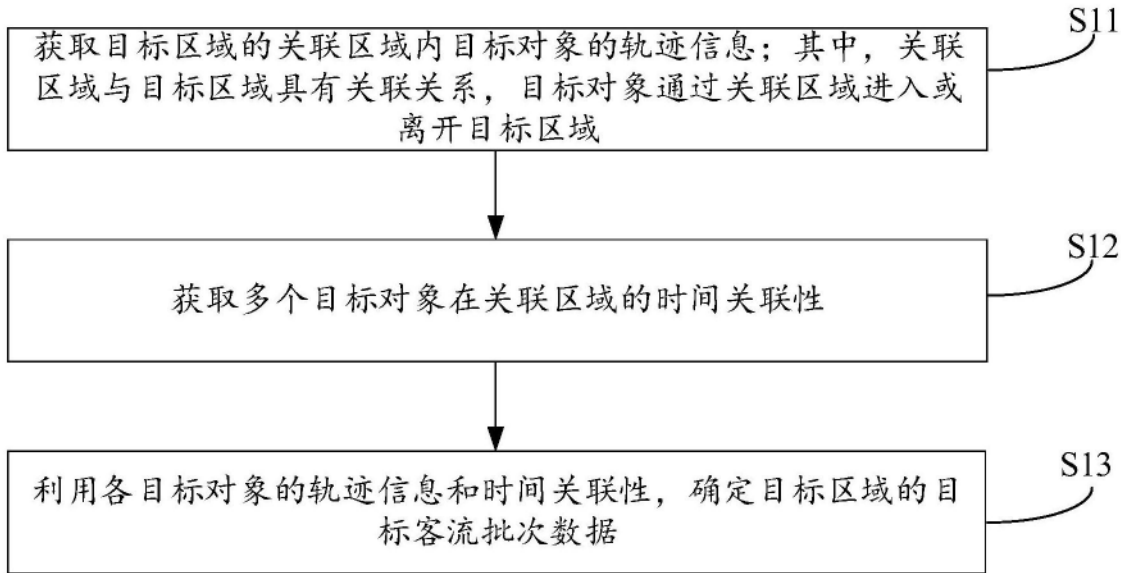 S11
获取目标区域的关联区域内目标对象的轨迹信息；其中，关联
区域与目标区域具有关联关系，目标对象通过关联区域进入或
离开目标区域
S12
获取多个目标对象在关联区域的时间关联性
S13
利用各目标对象的轨迹信息和时间关联性，确定目标区域的目
标客流批次数据